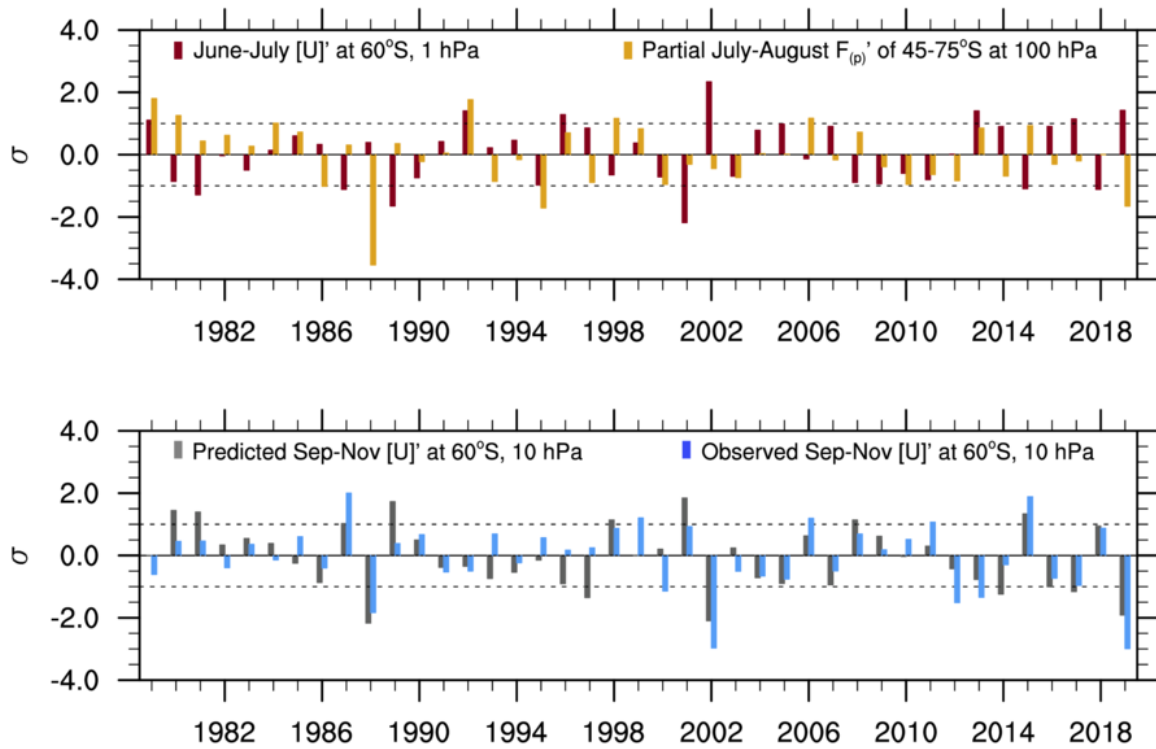 4.0
June-July [U]' at 60°S, 1 hPa
Partial July-August F(p)' of 45-75°S at 100 hPa
2.0
σ
0.0
-2.0
-4.0
1982 1986 1990 1994 1998 2002 2006 2010 2014 2018
4.0
Predicted Sep-Nov [U]' at 60°S, 10 hPa
Observed Sep-Nov [U]' at 60°S, 10 hPa
2.0
σ
0.0
-2.0
-4.0
1982 1986 1990 1994 1998 2002 2006 2010 2014 2018